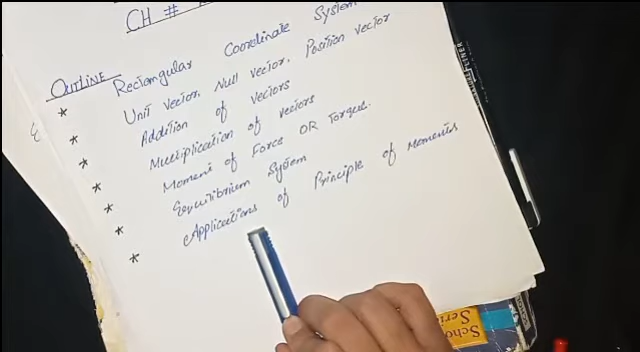 CH #
OUTLINE
* Rectangular Coordinate System
* Unit vector, Null vector, Position vector
* Addition of Vectors
* Multiplication of vectors
* Moment of Force OR Torque.
* Equilibrium System
* Applications of Principle of Moments